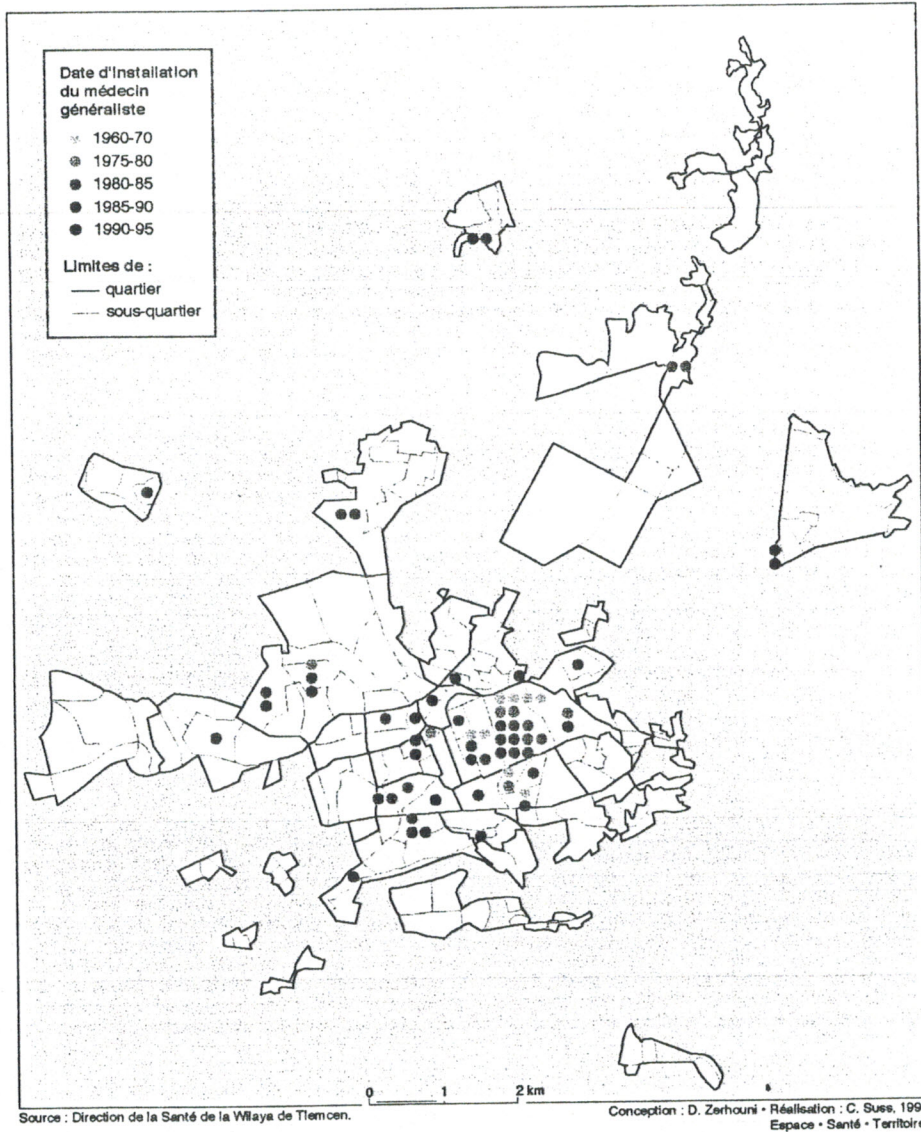 Date d'installation
du médecin
généraliste
1960-70
1975-80
1980-85
1985-90
1990-95
Limites de :
quartier
sous-quartier
0 1 2 km
Source : Direction de la Santé de la Wilaya de Tlemcen.
Conception : D. Zerhouni • Réalisation : C. Suss, 199
Espace • Santé • Territoir